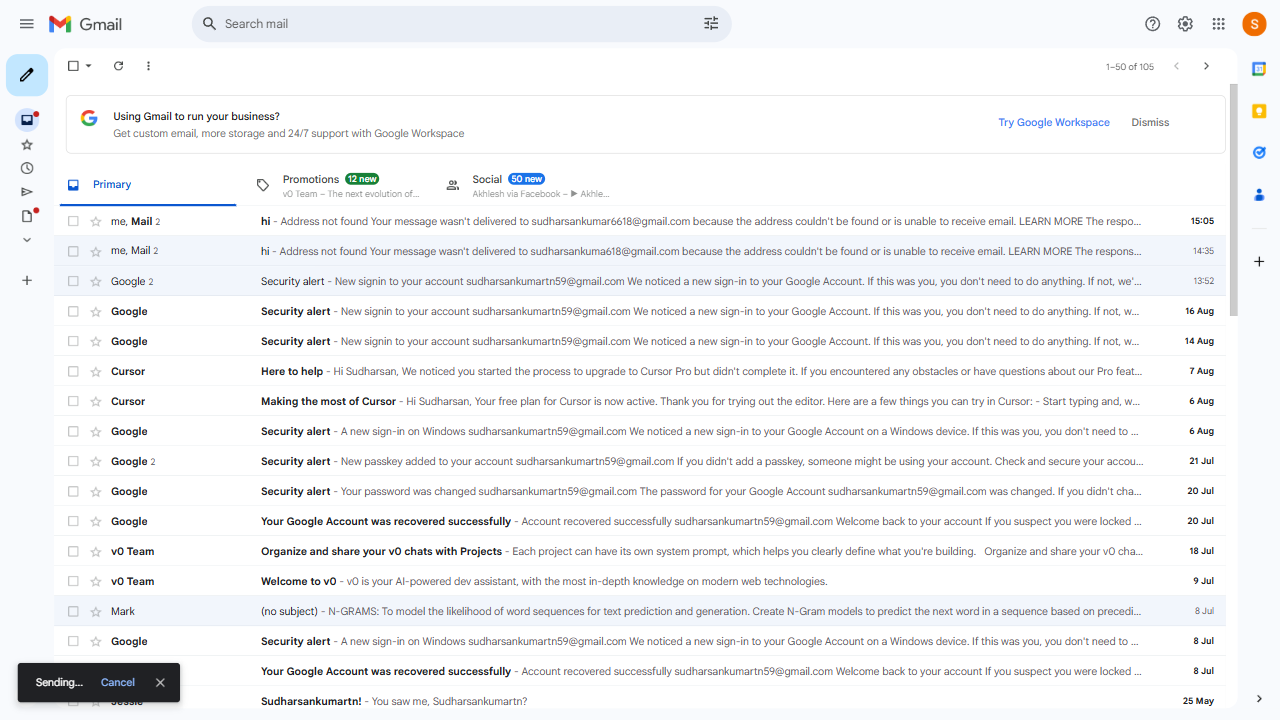 Gmail
Search mail
S
1–50 of 105
Using Gmail to run your business?
Get custom email, more storage and 24/7 support with Google Workspace
Try Google Workspace
Dismiss
Primary
Promotions 12 new
v0 Team – The next evolution of…
Social 50 new
Akhlesh via Facebook – ▶ Akhle…
me, Mail 2 hi - Address not found Your message wasn't delivered to sudharsankumar6618@gmail.com because the address couldn't be found or is unable to receive email. LEARN MORE The respo… 15:05
me, Mail 2 hi - Address not found Your message wasn't delivered to sudharsankuma618@gmail.com because the address couldn't be found or is unable to receive email. LEARN MORE The respons… 14:35
Google 2 Security alert - New signin to your account sudharsankumartn59@gmail.com We noticed a new sign-in to your Google Account. If this was you, you don't need to do anything. If not, we'… 13:52
Google Security alert - New signin to your account sudharsankumartn59@gmail.com We noticed a new sign-in to your Google Account. If this was you, you don't need to do anything. If not, w… 16 Aug
Google Security alert - New signin to your account sudharsankumartn59@gmail.com We noticed a new sign-in to your Google Account. If this was you, you don't need to do anything. If not, w… 14 Aug
Cursor Here to help - Hi Sudharsan, We noticed you started the process to upgrade to Cursor Pro but didn't complete it. If you encountered any obstacles or have questions about our Pro feat… 7 Aug
Cursor Making the most of Cursor - Hi Sudharsan, Your free plan for Cursor is now active. Thank you for trying out the editor. Here are a few things you can try in Cursor: - Start typing and, w… 6 Aug
Google Security alert - A new sign-in on Windows sudharsankumartn59@gmail.com We noticed a new sign-in to your Google Account on a Windows device. If this was you, you don't need to … 6 Aug
Google 2 Security alert - New passkey added to your account sudharsankumartn59@gmail.com If you didn't add a passkey, someone might be using your account. Check and secure your accou… 21 Jul
Google Security alert - Your password was changed sudharsankumartn59@gmail.com The password for your Google Account sudharsankumartn59@gmail.com was changed. If you didn't cha… 20 Jul
Google Your Google Account was recovered successfully - Account recovered successfully sudharsankumartn59@gmail.com Welcome back to your account If you suspect you were locked … 20 Jul
v0 Team Organize and share your v0 chats with Projects - Each project can have its own system prompt, which helps you clearly define what you're building. Organize and share your v0 cha… 18 Jul
v0 Team Welcome to v0 - v0 is your AI-powered dev assistant, with the most in-depth knowledge on modern web technologies. 9 Jul
Mark (no subject) - N-GRAMS: To model the likelihood of word sequences for text prediction and generation. Create N-Gram models to predict the next word in a sequence based on precedi… 8 Jul
Google Security alert - A new sign-in on Windows sudharsankumartn59@gmail.com We noticed a new sign-in to your Google Account on a Windows device. If this was you, you don't need to … 8 Jul
Your Google Account was recovered successfully - Account recovered successfully sudharsankumartn59@gmail.com Welcome back to your account If you suspect you were locked … 8 Jul
Sending… Cancel
Jessie Sudharsankumartn! - You saw me, Sudharsankumartn? 25 May